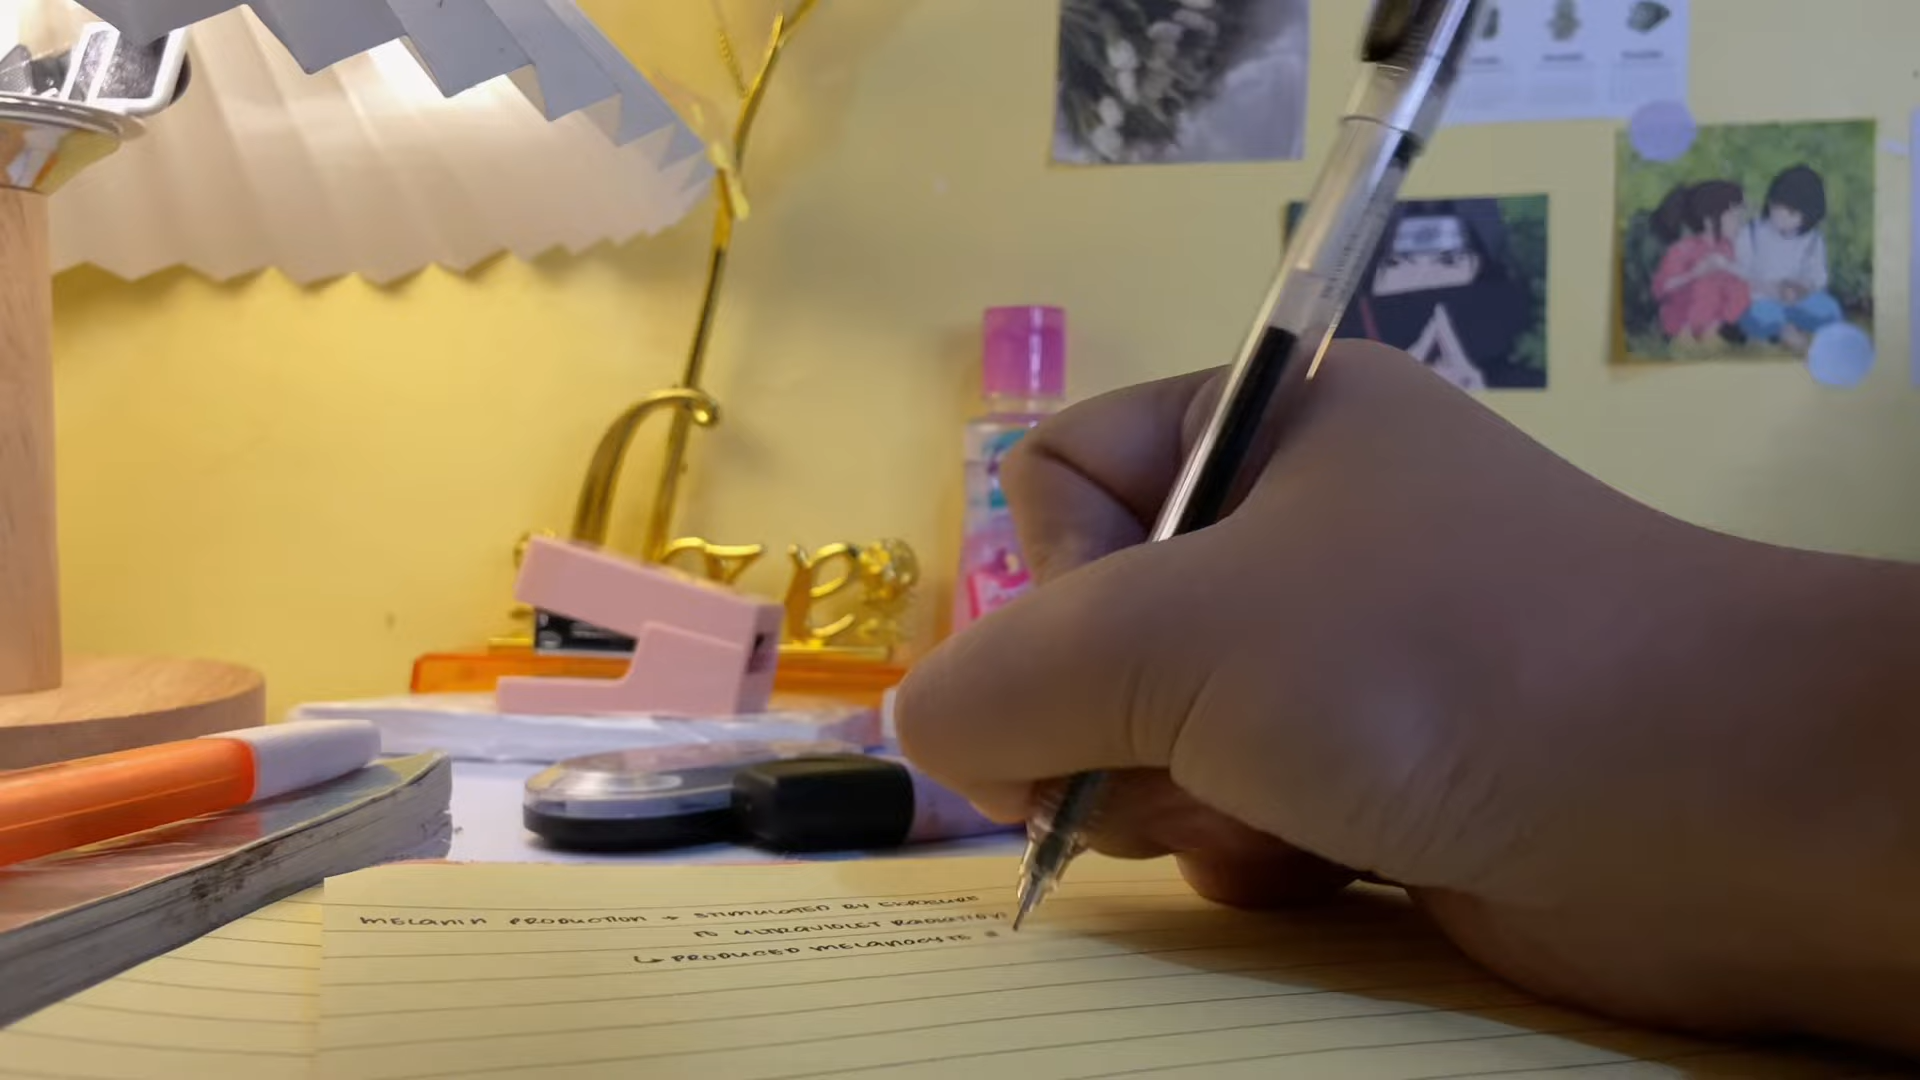 MELANIN PRODUCTION → STIMULATED BY EXPOSURE
TO ULTRAVIOLET RADIATION
↳ PRODUCED MELANOCYTE